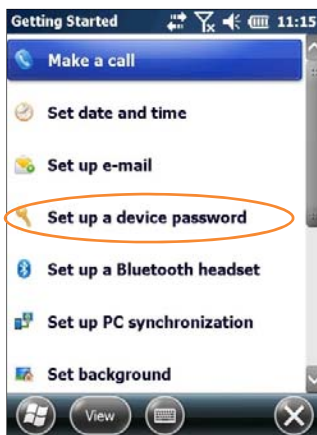 Getting Started 11:15
Make a call
Set date and time
Set up e-mail
Set up a device password
Set up a Bluetooth headset
Set up PC synchronization
Set background
View